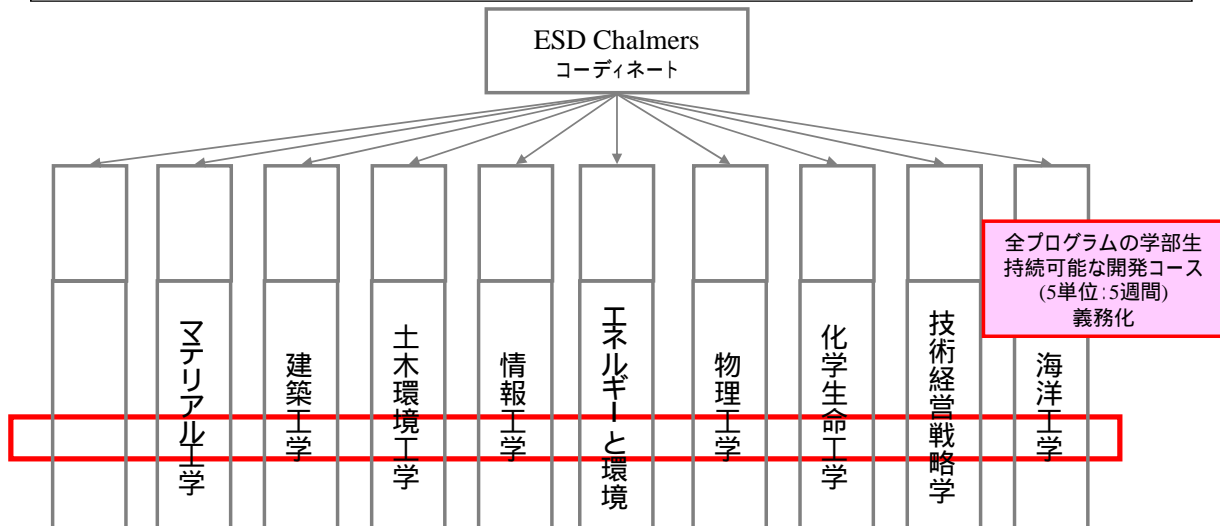 ESD Chalmers
コーディネート
全プログラムの学部生
持続可能な開発コース
(5単位:5週間)
義務化
マテリアル工学
建築工学
土木環境工学
情報工学
エネルギーと環境
物理工学
化学生命工学
技術経営戦略学
海洋工学